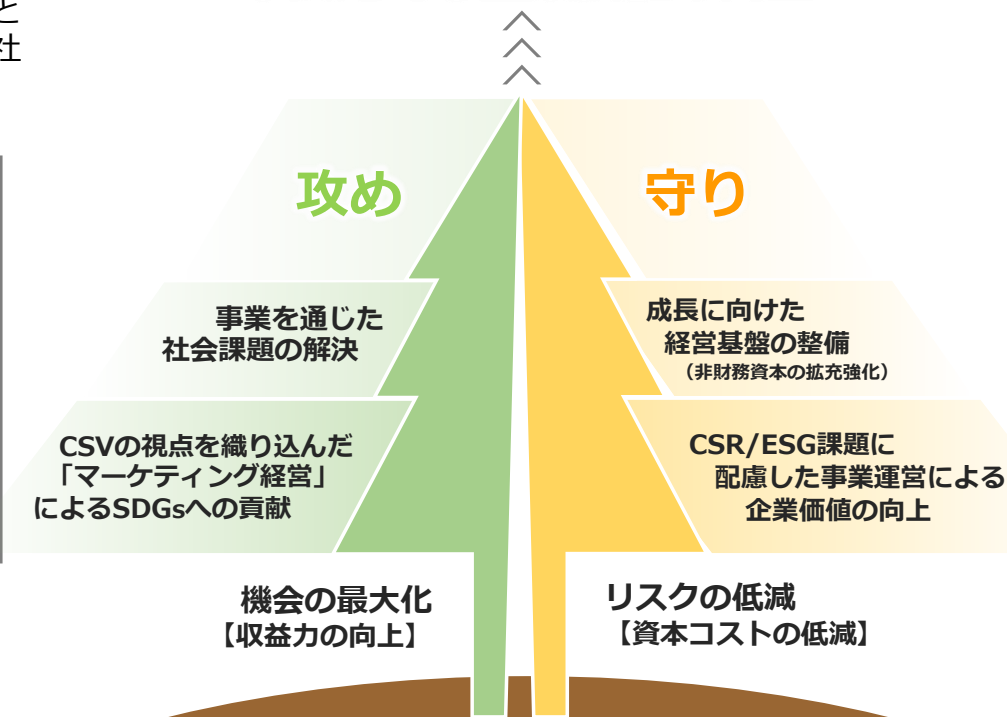 と
社
攻め
事業を通じた
社会課題の解決
CSVの視点を織り込んだ
「マーケティング経営」
によるSDGsへの貢献
機会の最大化
【収益力の向上】
守り
成長に向けた
経営基盤の整備
（非財務資本の拡充強化）
CSR/ESG課題に
配慮した事業運営による
企業価値の向上
リスクの低減
【資本コストの低減】